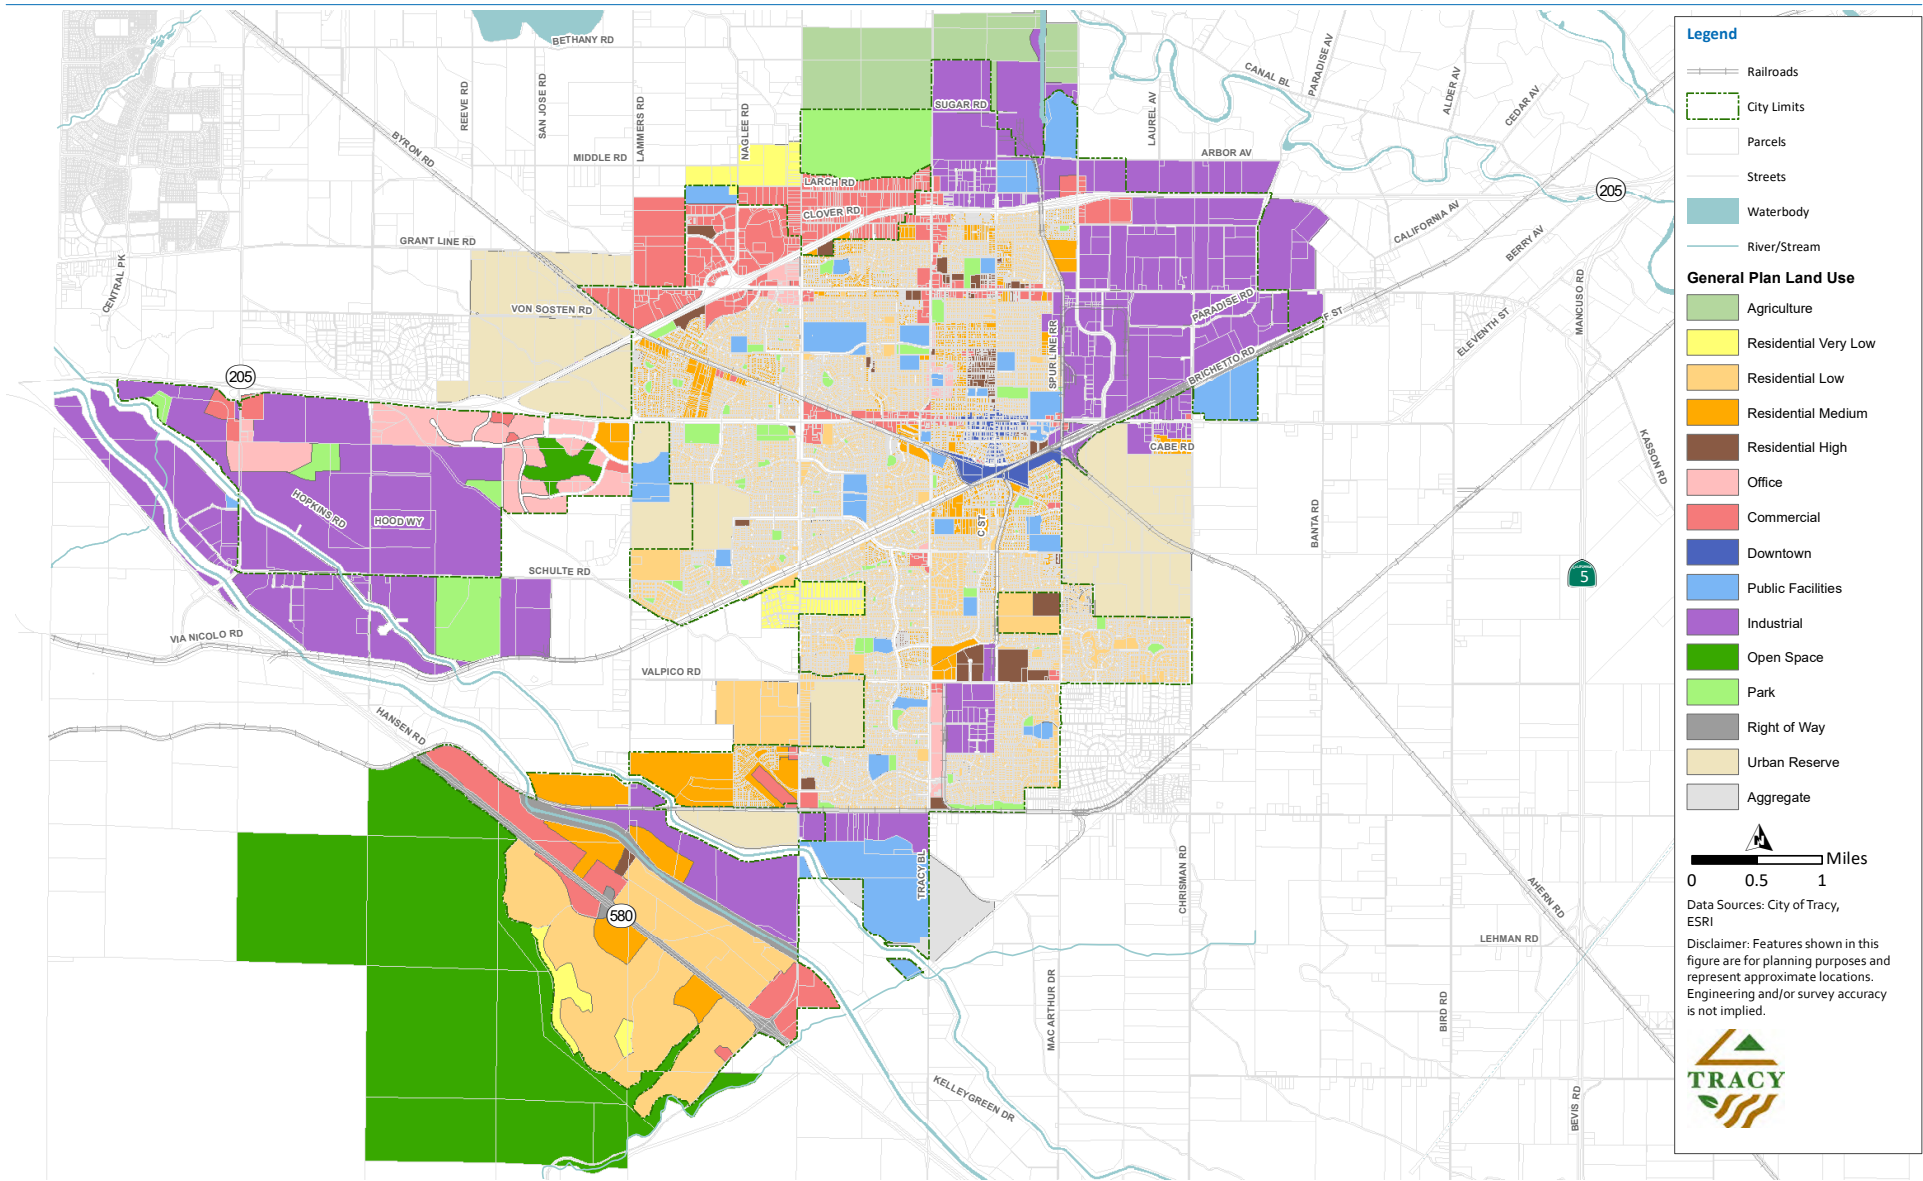 BETHANY RD
CANAL BL
PARADISE AV
ALDER AV
CEDAR AV
REEVE RD
SAN JOSE RD
LAMMERS RD
NAGLEE RD
SUGAR RD
LAUREL AV
BYRON RD
MIDDLE RD
ARBOR AV
LARCH RD
205
CLOVER RD
CALIFORNIA AV
GRANT LINE RD
BERRY AV
CENTRAL PK
VON SOSTEN RD
PARADISE RD
F ST
MANCUSO RD
ELEVENTH ST
SPUR LINE RR
BRICHETTO RD
205
CABE RD
KASSON RD
HOPKINS RD
HOOD WY
C ST
BANTA RD
SCHULTE RD
CALIFORNIA
5
VIA NICOLO RD
VALPICO RD
HANSEN RD
TRACY BL
CHRISMAN RD
AHERN RD
580
LEHMAN RD
MAC ARTHUR DR
BIRD RD
KELLEYGREEN DR
BEVIS RD
Legend
Railroads
City Limits
Parcels
Streets
Waterbody
River/Stream
General Plan Land Use
Agriculture
Residential Very Low
Residential Low
Residential Medium
Residential High
Office
Commercial
Downtown
Public Facilities
Industrial
Open Space
Park
Right of Way
Urban Reserve
Aggregate
N
Miles
0 0.5 1
Data Sources: City of Tracy,
ESRI
Disclaimer: Features shown in this
figure are for planning purposes and
represent approximate locations.
Engineering and/or survey accuracy
is not implied.
TRACY